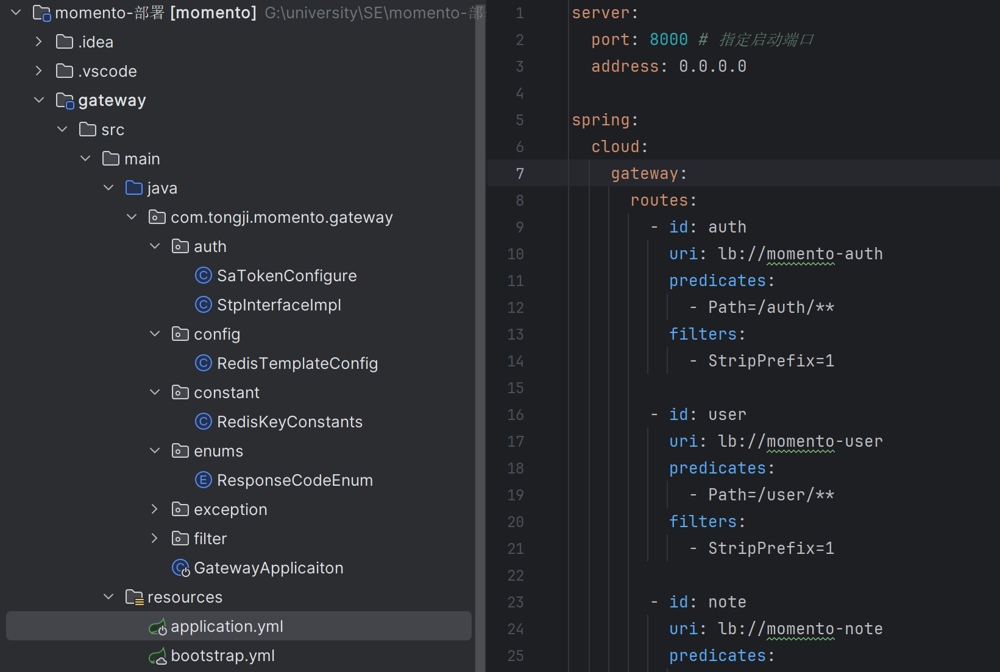 momento-部署 [momento] G:\university\SE\momento-部
.idea
.vscode
gateway
src
main
java
com.tongji.momento.gateway
auth
SaTokenConfigure
StpInterfaceImpl
config
RedisTemplateConfig
constant
RedisKeyConstants
enums
ResponseCodeEnum
exception
filter
GatewayApplicaiton
resources
application.yml
bootstrap.yml
1 server:
2 port: 8000 # 指定启动端口
3 address: 0.0.0.0
4
5 spring:
6 cloud:
7 gateway:
8 routes:
9 - id: auth
10 uri: lb://momento-auth
11 predicates:
12 - Path=/auth/**
13 filters:
14 - StripPrefix=1
15
16 - id: user
17 uri: lb://momento-user
18 predicates:
19 - Path=/user/**
20 filters:
21 - StripPrefix=1
22
23 - id: note
24 uri: lb://momento-note
25 predicates: